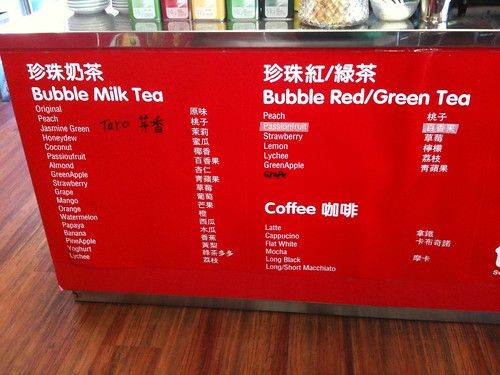 珍珠奶茶
Bubble Milk Tea
Original 原味
Peach 桃子
Jasmine Green 茉莉
Taro 芋香
Honeydew 蜜瓜
Coconut 椰香
Passioufruit 百香果
Almond 杏仁
GreenApple 青蘋果
Strawberry 草莓
Grape 葡萄
Mango 芒果
Orange 橙
Watermelon 西瓜
Papaya 木瓜
Banana 香蕉
PineApple 黃梨
Yoghurt 綠茶多多
Lychee 荔枝
珍珠紅/綠茶
Bubble Red/Green Tea
Peach 桃子
Passionfruit 百香果
Strawberry 草莓
Lemon 檸檬
Lychee 荔枝
GreenApple 青蘋果
Grape
Coffee 咖啡
Latte 拿鐵
Cappucino 卡布奇諾
Flat White
Mocha 摩卡
Long Black
Long/Short Macchiato